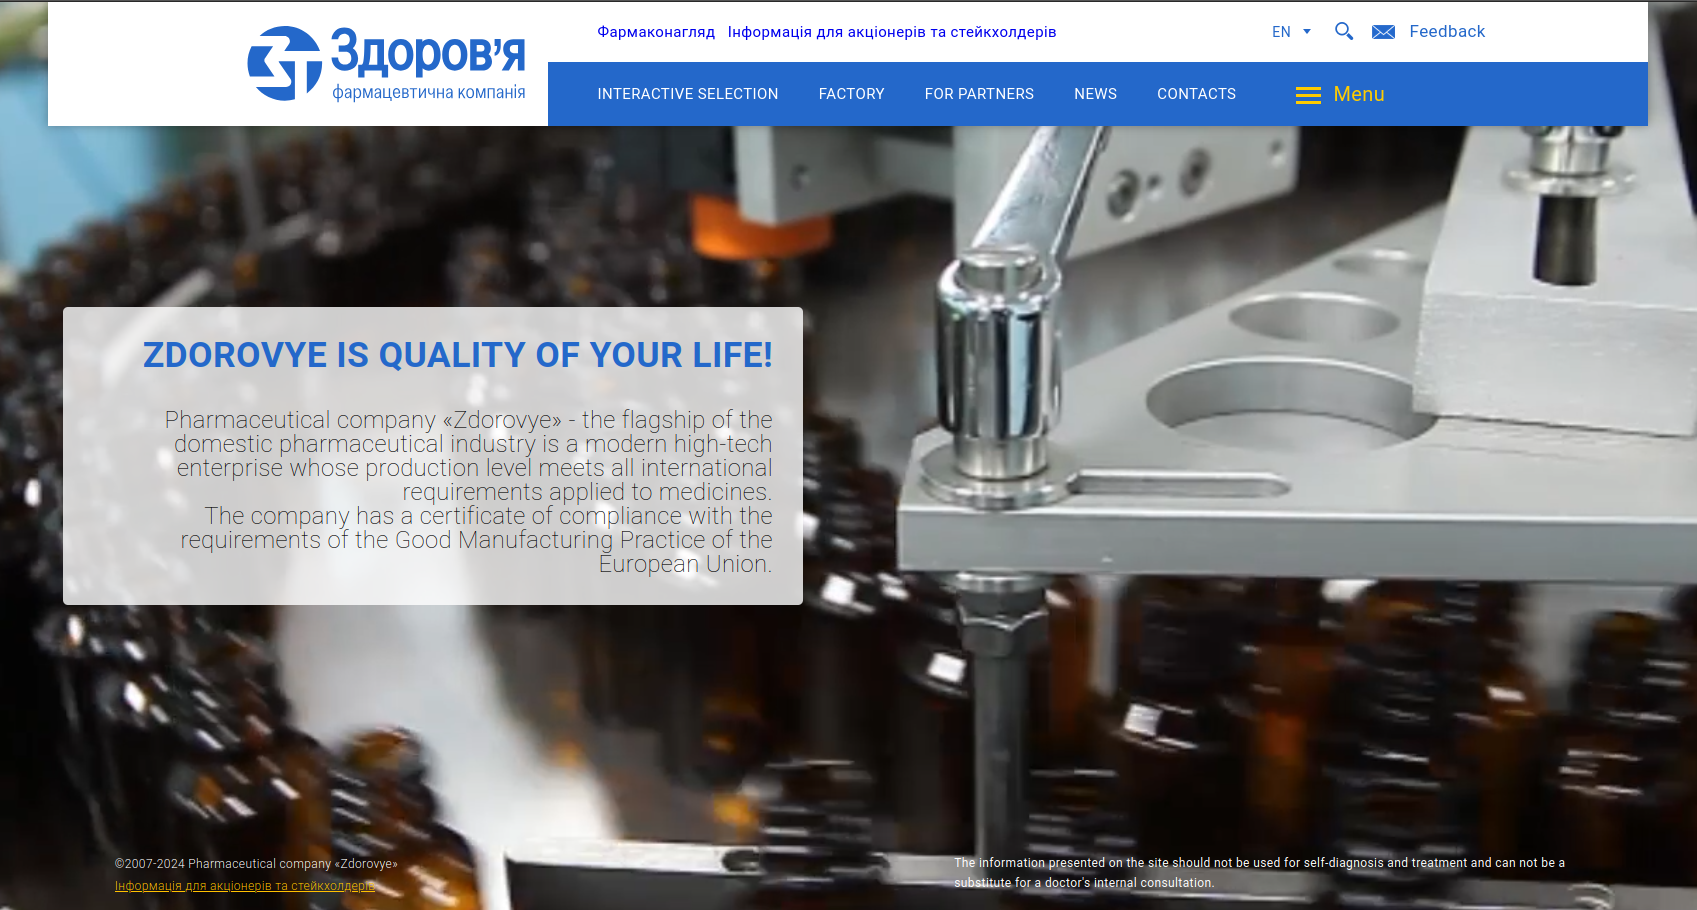 Здоров’я
фармацевтична компанія
Фармаконагляд Інформація для акціонерів та стейкхолдерів
EN
Feedback
INTERACTIVE SELECTION FACTORY FOR PARTNERS NEWS CONTACTS Menu
ZDOROVYE IS QUALITY OF YOUR LIFE!
Pharmaceutical company «Zdorovye» - the flagship of the
domestic pharmaceutical industry is a modern high-tech
enterprise whose production level meets all international
requirements applied to medicines.
The company has a certificate of compliance with the
requirements of the Good Manufacturing Practice of the
European Union.
©2007-2024 Pharmaceutical company «Zdorovye»
Інформація для акціонерів та стейкхолдерів
The information presented on the site should not be used for self-diagnosis and treatment and can not be a
substitute for a doctor's internal consultation.